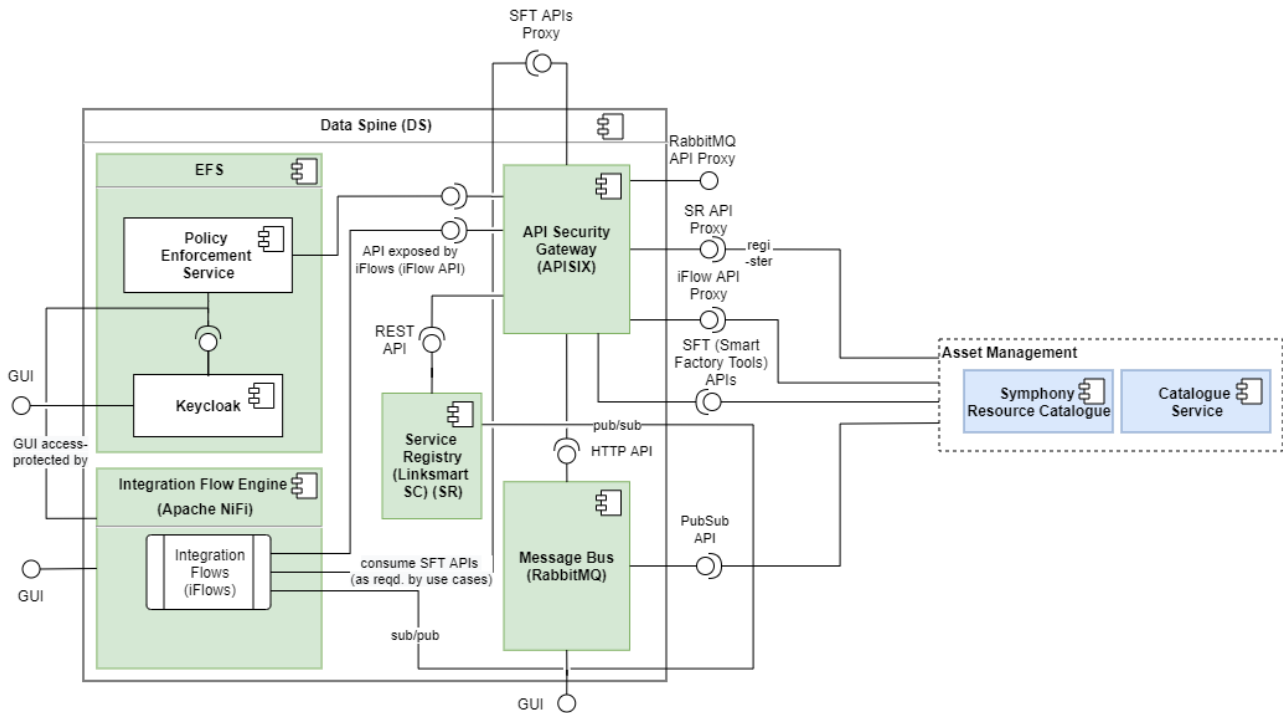 SFT APIs
Proxy
Data Spine (DS)
RabbitMQ
API Proxy
EFS
Policy
Enforcement
Service
API Security
Gateway
(APISIX)
SR API
Proxy
regi
-ster
API exposed by
iFlows (iFlow API)
iFlow API
Proxy
REST
API
SFT (Smart
Factory Tools)
APIs
Asset Management
GUI
Keycloak
Symphony
Resource Catalogue
Catalogue
Service
GUI access-
protected by
Service
Registry
(Linksmart
SC) (SR)
pub/sub
HTTP API
Integration Flow Engine
(Apache NiFi)
PubSub
API
Integration
Flows
(iFlows)
consume SFT APIs
(as reqd. by use cases)
Message Bus
(RabbitMQ)
GUI
sub/pub
GUI